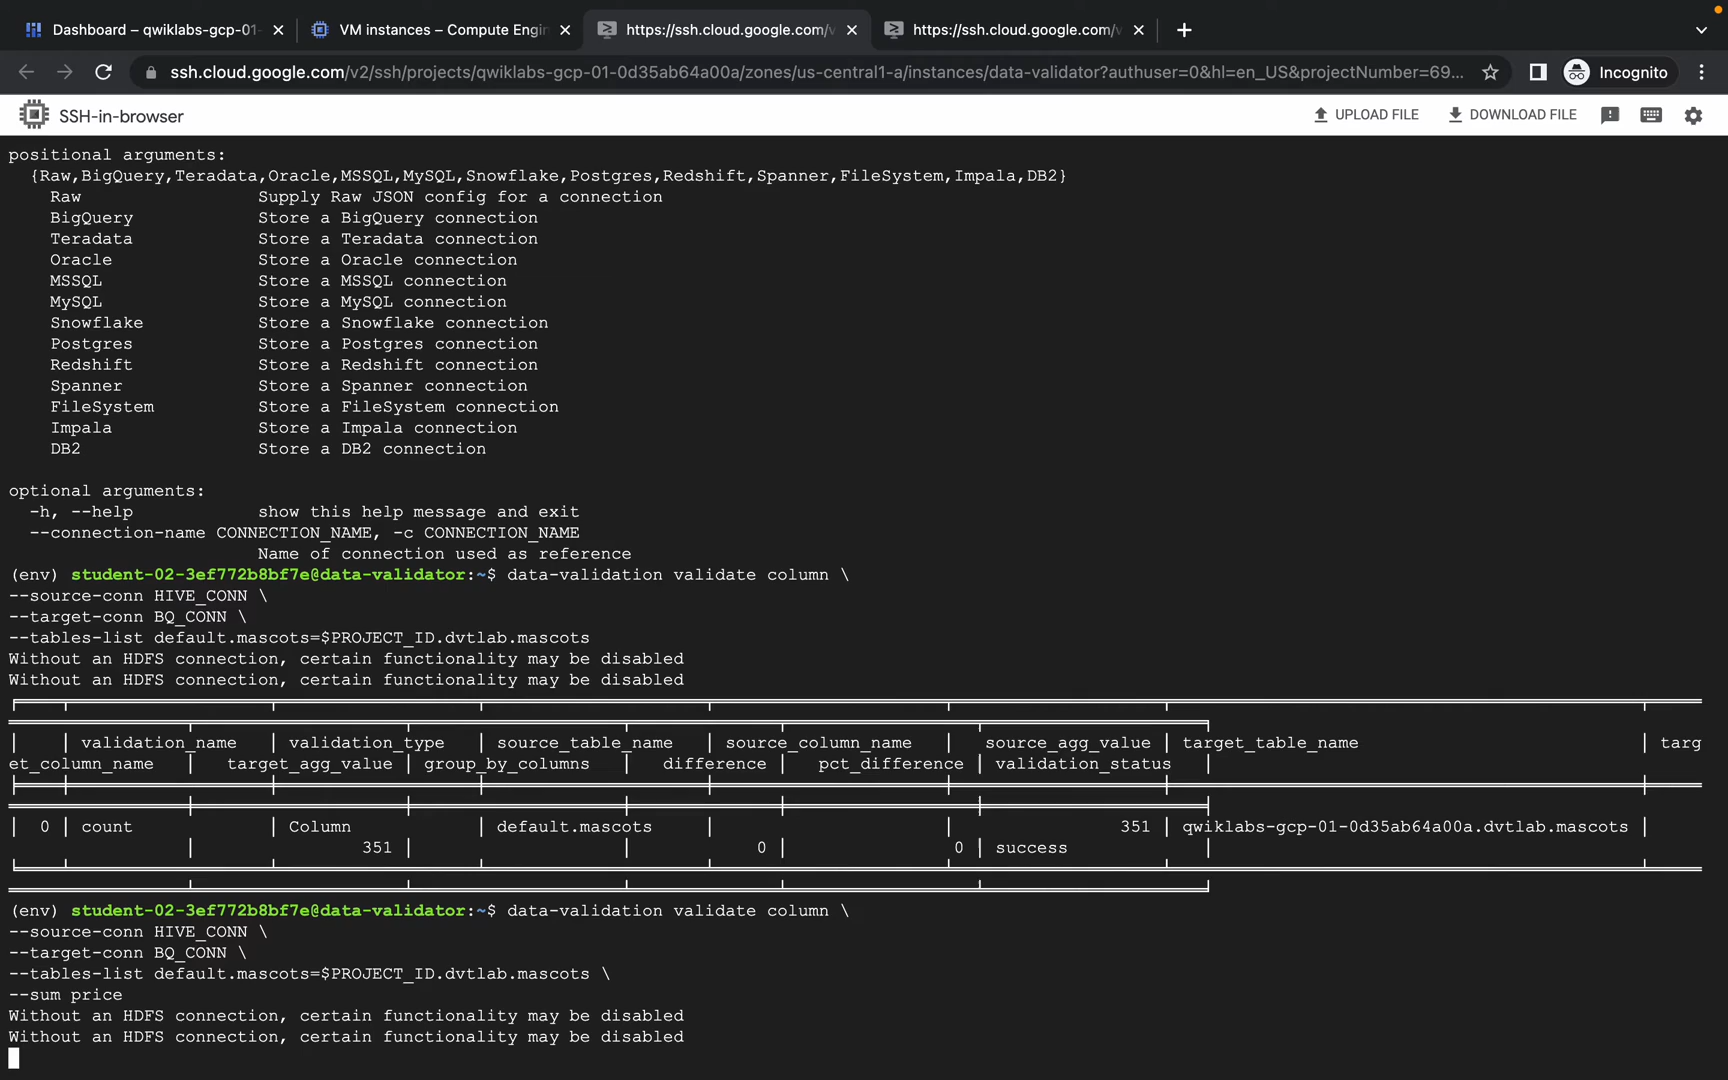 Dashboard – qwiklabs-gcp-01-
VM instances – Compute Engin
https://ssh.cloud.google.com/v
https://ssh.cloud.google.com/v
ssh.cloud.google.com/v2/ssh/projects/qwiklabs-gcp-01-0d35ab64a00a/zones/us-central1-a/instances/data-validator?authuser=0&hl=en_US&projectNumber=69...
Incognito
SSH-in-browser
UPLOAD FILE
DOWNLOAD FILE
positional arguments:
{Raw,BigQuery,Teradata,Oracle,MSSQL,MySQL,Snowflake,Postgres,Redshift,Spanner,FileSystem,Impala,DB2}
Raw Supply Raw JSON config for a connection
BigQuery Store a BigQuery connection
Teradata Store a Teradata connection
Oracle Store a Oracle connection
MSSQL Store a MSSQL connection
MySQL Store a MySQL connection
Snowflake Store a Snowflake connection
Postgres Store a Postgres connection
Redshift Store a Redshift connection
Spanner Store a Spanner connection
FileSystem Store a FileSystem connection
Impala Store a Impala connection
DB2 Store a DB2 connection
optional arguments:
-h, --help show this help message and exit
--connection-name CONNECTION_NAME, -c CONNECTION_NAME
Name of connection used as reference
(env) student-02-3ef772b8bf7e@data-validator:~$ data-validation validate column \
--source-conn HIVE_CONN \
--target-conn BQ_CONN \
--tables-list default.mascots=$PROJECT_ID.dvtlab.mascots
Without an HDFS connection, certain functionality may be disabled
Without an HDFS connection, certain functionality may be disabled
│ │ validation_name │ validation_type │ source_table_name │ source_column_name │ source_agg_value │ target_table_name │ targ
et_column_name │ target_agg_value │ group_by_columns │ difference │ pct_difference │ validation_status │
│ 0 │ count │ Column │ default.mascots │ │ 351 │ qwiklabs-gcp-01-0d35ab64a00a.dvtlab.mascots │
│ 351 │ │ 0 │ 0 │ success │
(env) student-02-3ef772b8bf7e@data-validator:~$ data-validation validate column \
--source-conn HIVE_CONN \
--target-conn BQ_CONN \
--tables-list default.mascots=$PROJECT_ID.dvtlab.mascots \
--sum price
Without an HDFS connection, certain functionality may be disabled
Without an HDFS connection, certain functionality may be disabled